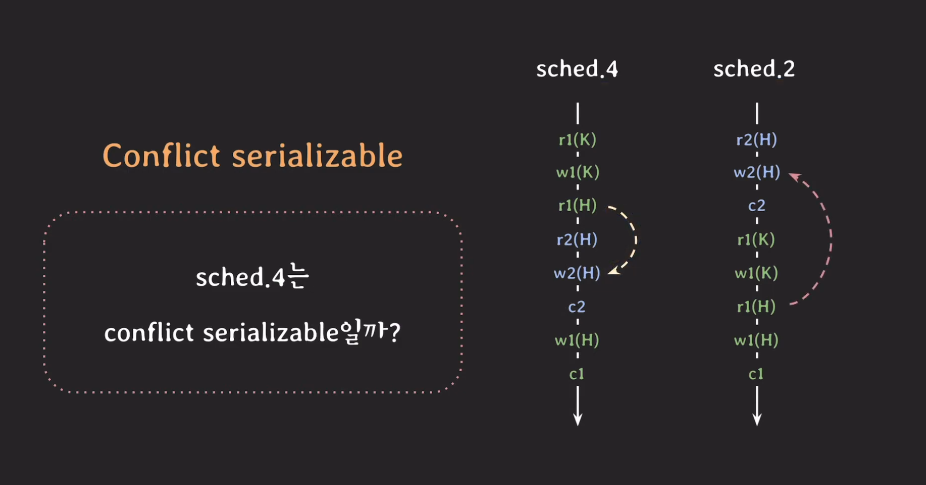 Conflict serializable
sched.4는
conflict serializable일까?
sched.4
r1(K)
w1(K)
r1(H)
r2(H)
w2(H)
c2
w1(H)
c1
sched.2
r2(H)
w2(H)
c2
r1(K)
w1(K)
r1(H)
w1(H)
c1